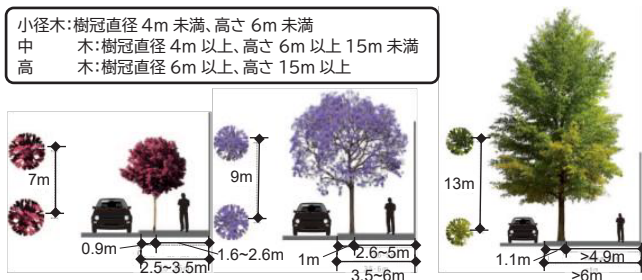 小径木:樹冠直径 4m 未満、高さ 6m 未満
中　　木:樹冠直径 4m 以上、高さ 6m 以上 15m 未満
高　　木:樹冠直径 6m 以上、高さ 15m 以上
7m
0.9m
1.6~2.6m
2.5~3.5m
9m
1m
2.6~5m
3.5~6m
13m
1.1m
>4.9m
>6m